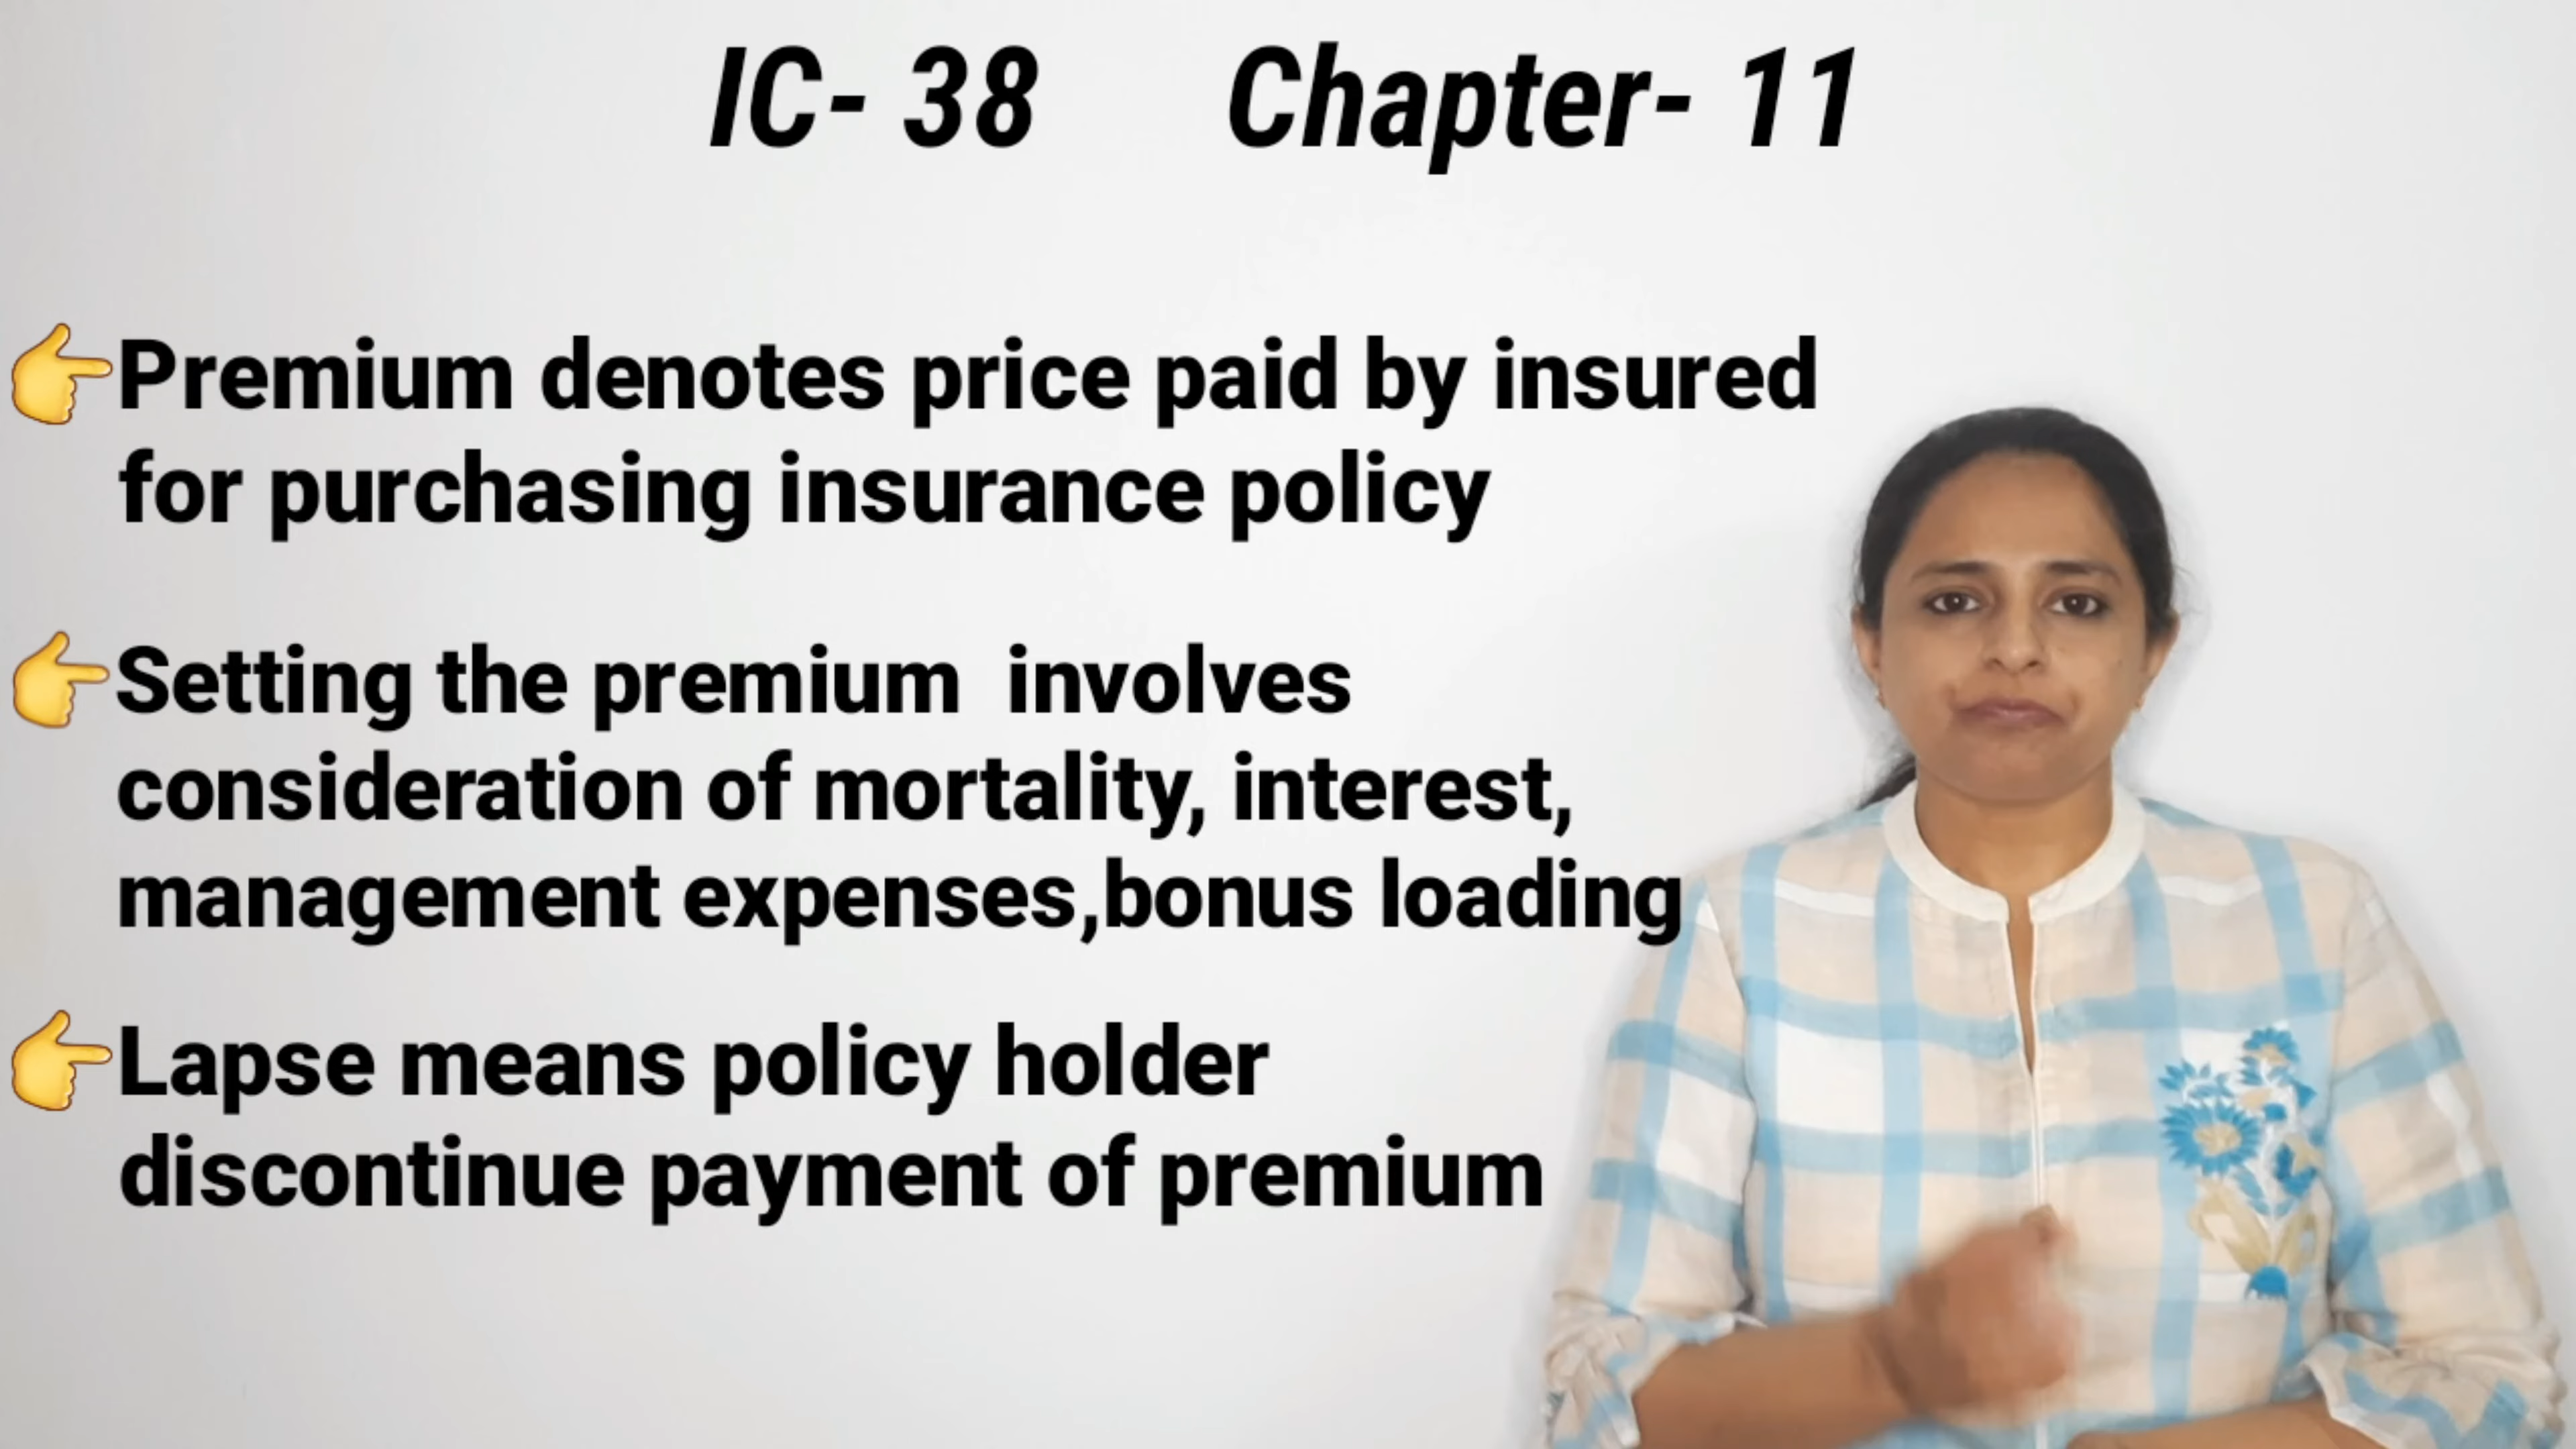 IC- 38 Chapter- 11
👉Premium denotes price paid by insured
for purchasing insurance policy
👉Setting the premium involves
consideration of mortality, interest,
management expenses,bonus loading
👉Lapse means policy holder
discontinue payment of premium